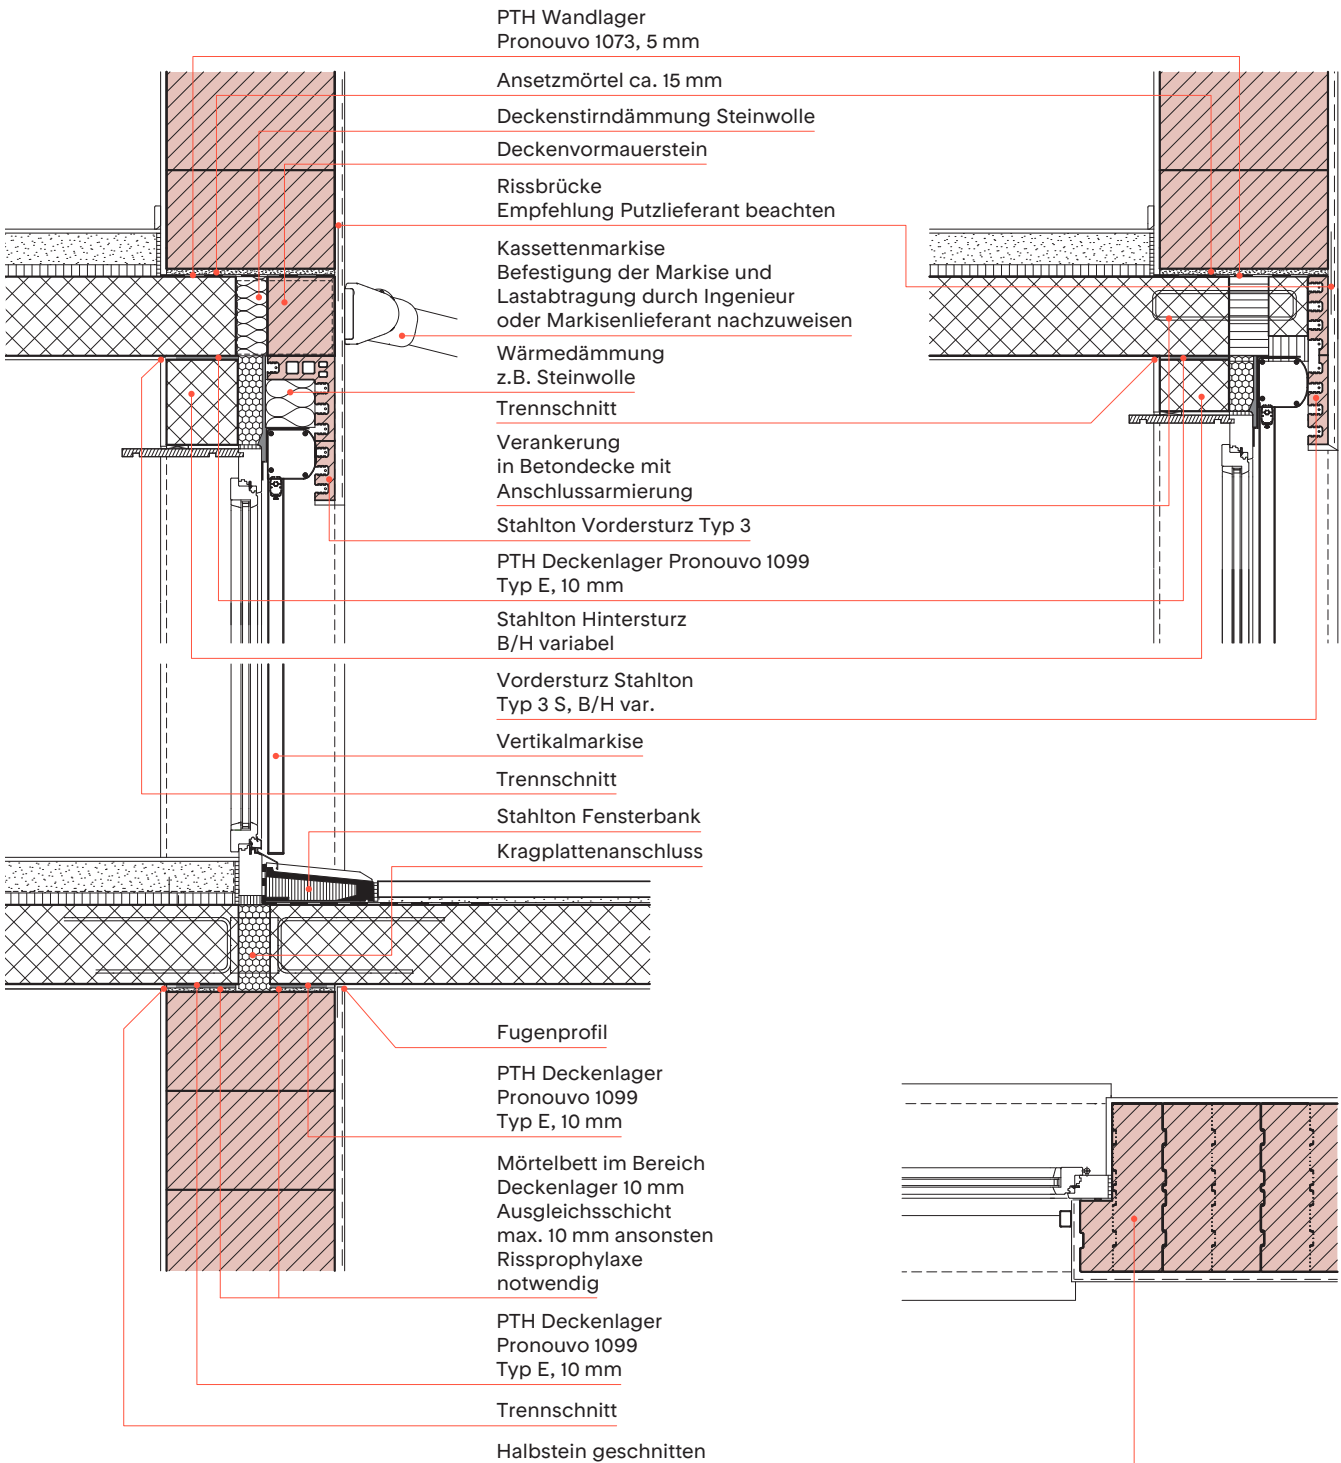 PTH Wandlager
Pronouvo 1073, 5 mm
Ansetzmörtel ca. 15 mm
Deckenstirndämmung Steinwolle
Deckenvormauerstein
Rissbrücke
Empfehlung Putzlieferant beachten
Kassettenmarkise
Befestigung der Markise und
Lastabtragung durch Ingenieur
oder Markisenlieferant nachzuweisen
Wärmedämmung
z.B. Steinwolle
Trennschnitt
Verankerung
in Betondecke mit
Anschlussarmierung
Stahlton Vordersturz Typ 3
PTH Deckenlager Pronouvo 1099
Typ E, 10 mm
Stahlton Hintersturz
B/H variabel
Vordersturz Stahlton
Typ 3 S, B/H var.
Vertikalmarkise
Trennschnitt
Stahlton Fensterbank
Kragplattenanschluss
Fugenprofil
PTH Deckenlager
Pronouvo 1099
Typ E, 10 mm
Mörtelbett im Bereich
Deckenlager 10 mm
Ausgleichsschicht
max. 10 mm ansonsten
Rissprophylaxe
notwendig
PTH Deckenlager
Pronouvo 1099
Typ E, 10 mm
Trennschnitt
Halbstein geschnitten